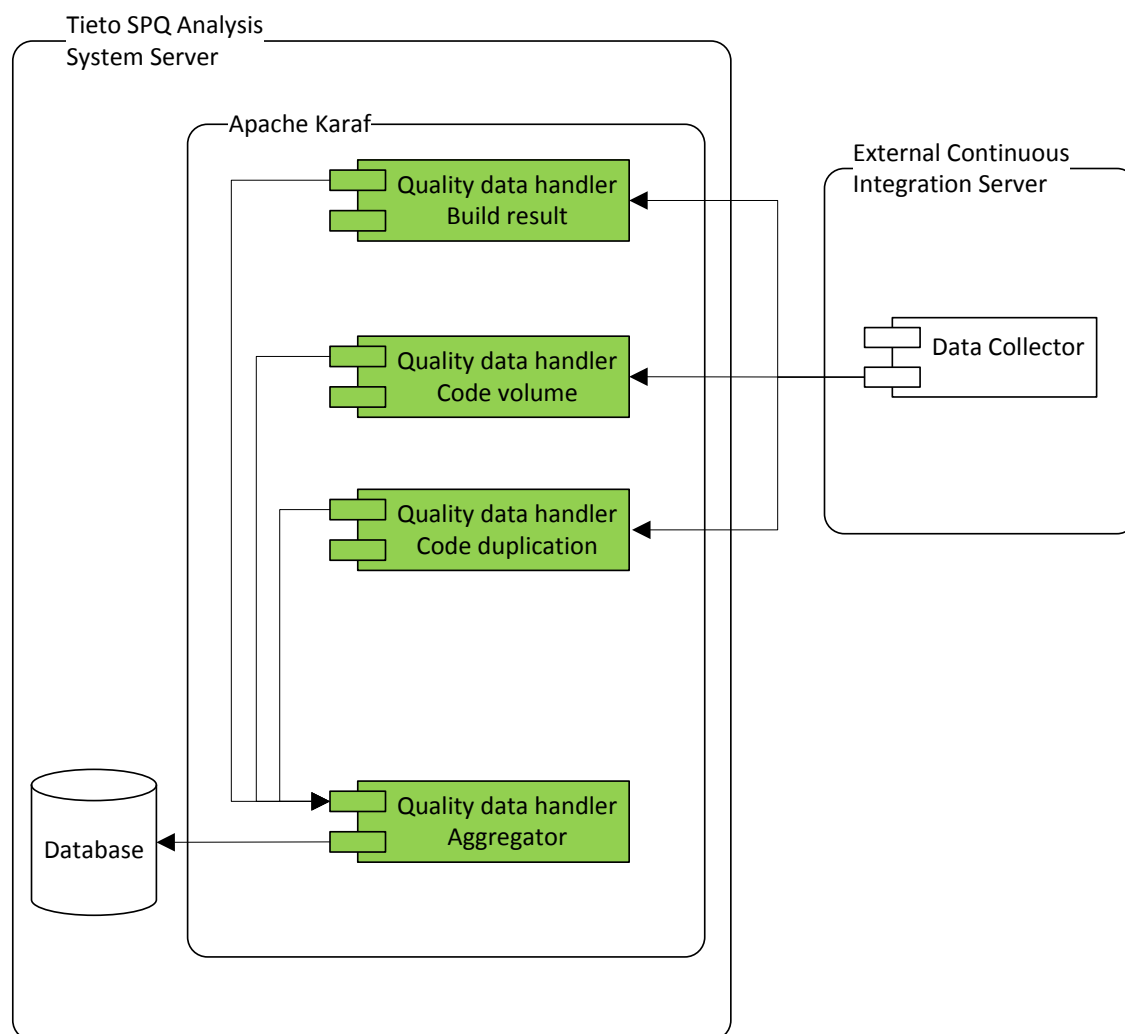 Tieto SPQ Analysis
System Server
Apache Karaf
Quality data handler
Build result
External Continuous
Integration Server
Quality data handler
Code volume
Data Collector
Quality data handler
Code duplication
Quality data handler
Aggregator
Database